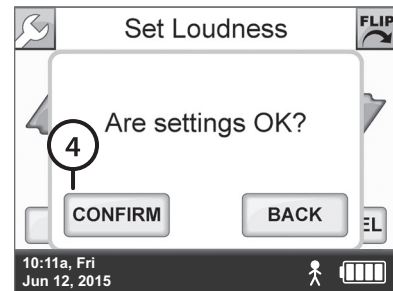 Set Loudness
FLIP
Are settings OK?
4
CONFIRM
BACK
EL
10:11a, Fri
Jun 12, 2015